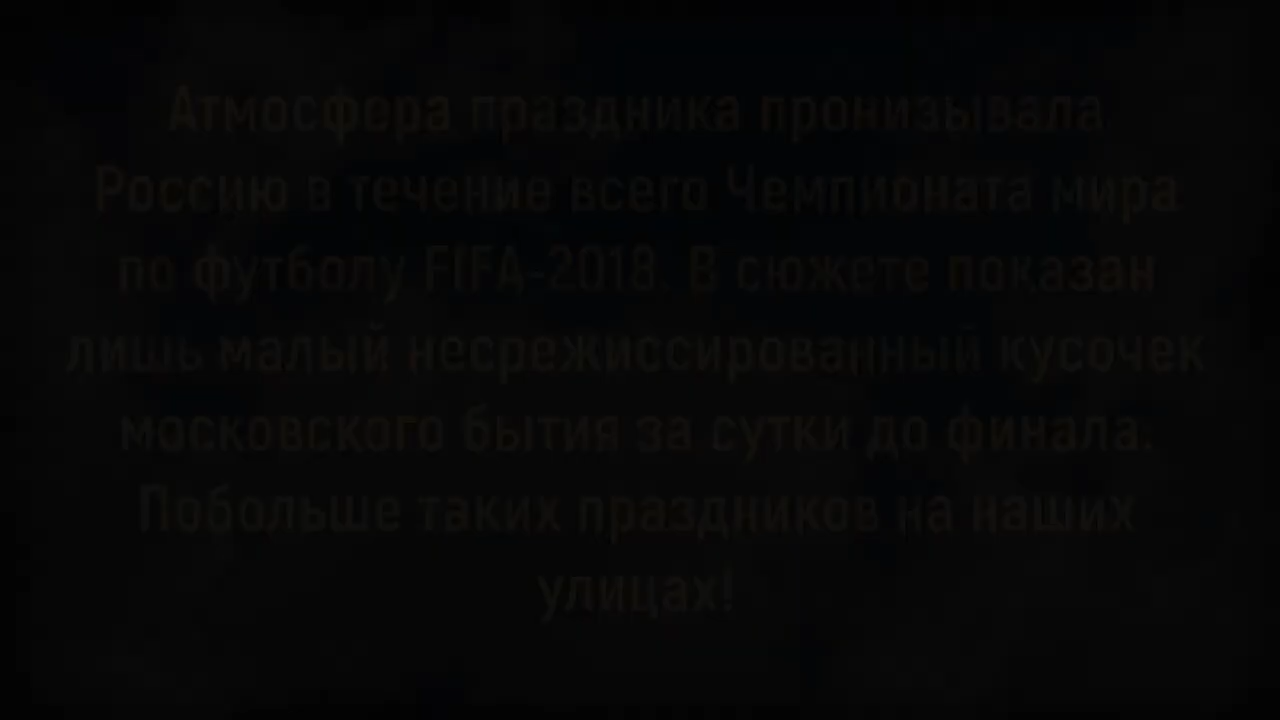 Атмосфера праздника пронизывала
Россию в течение всего Чемпионата мира
по футболу FIFA-2018. В сюжете показан
лишь малый несрежиссированный кусочек
московского бытия за сутки до финала.
Побольше таких праздников на наших
улицах!